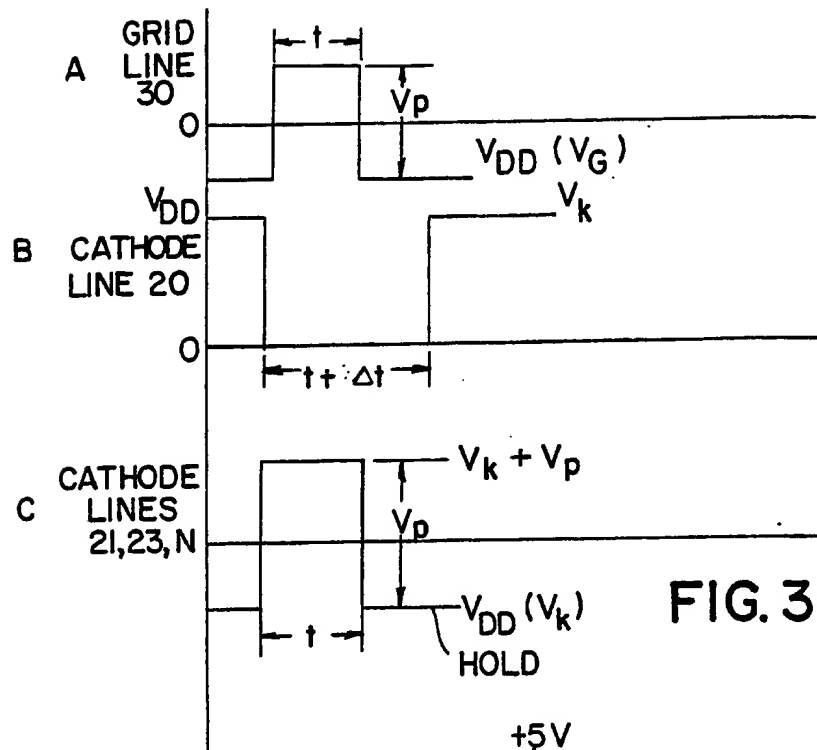 GRID
A LINE
30
t
Vp
0
VDD (VG)
VDD
Vk
B CATHODE
LINE 20
0
t + Δt
CATHODE
C LINES
21,23,N
Vk + Vp
Vp
VDD (Vk)
t
HOLD
FIG. 3
+5V